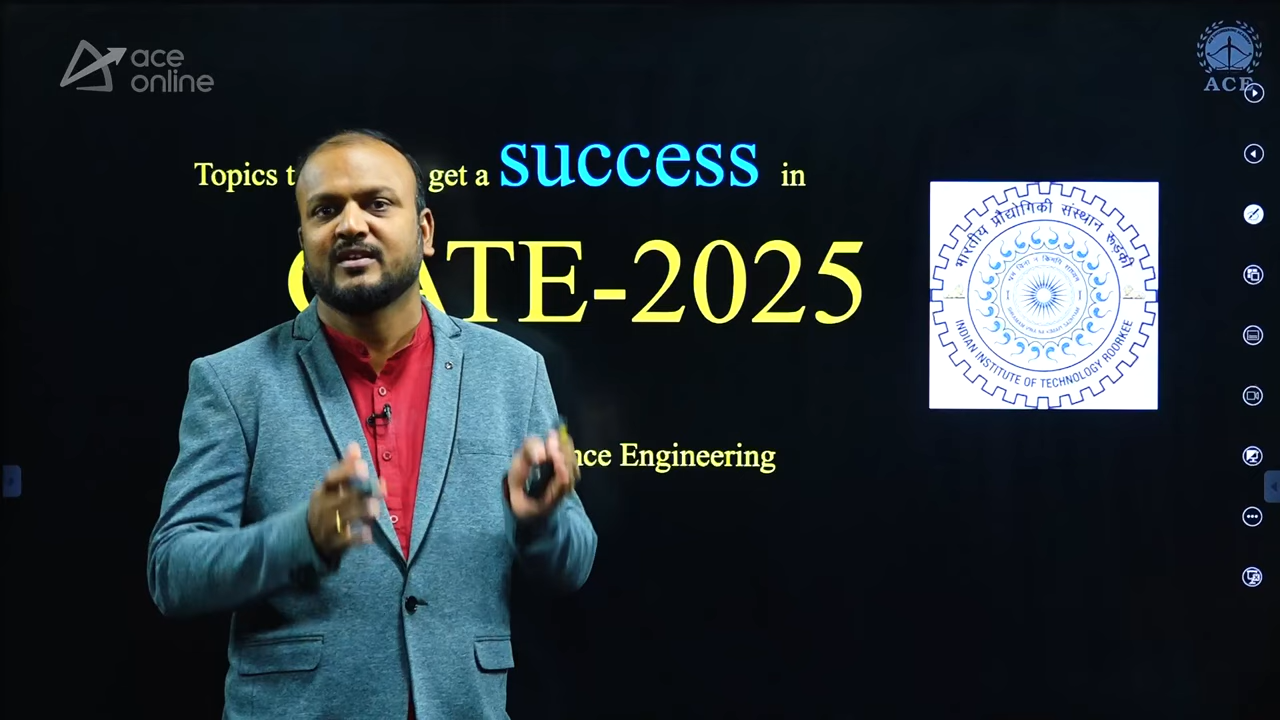 ace
online
ACE
Topics t get a success in
ATE-2025
nce Engineering
भारतीय प्रौद्योगिकी संस्थान रुड़की
INDIAN INSTITUTE OF TECHNOLOGY ROORKEE